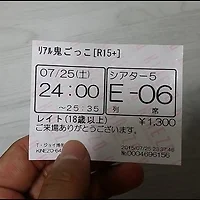 ﾘｱﾙ鬼ごっこ[R15+]
07/25(土)
シアター5
24:00
E-06
～25:35
列 席
レイト(18歳以上) ¥1,300
ご来場ありがとうございます。
No0004696156